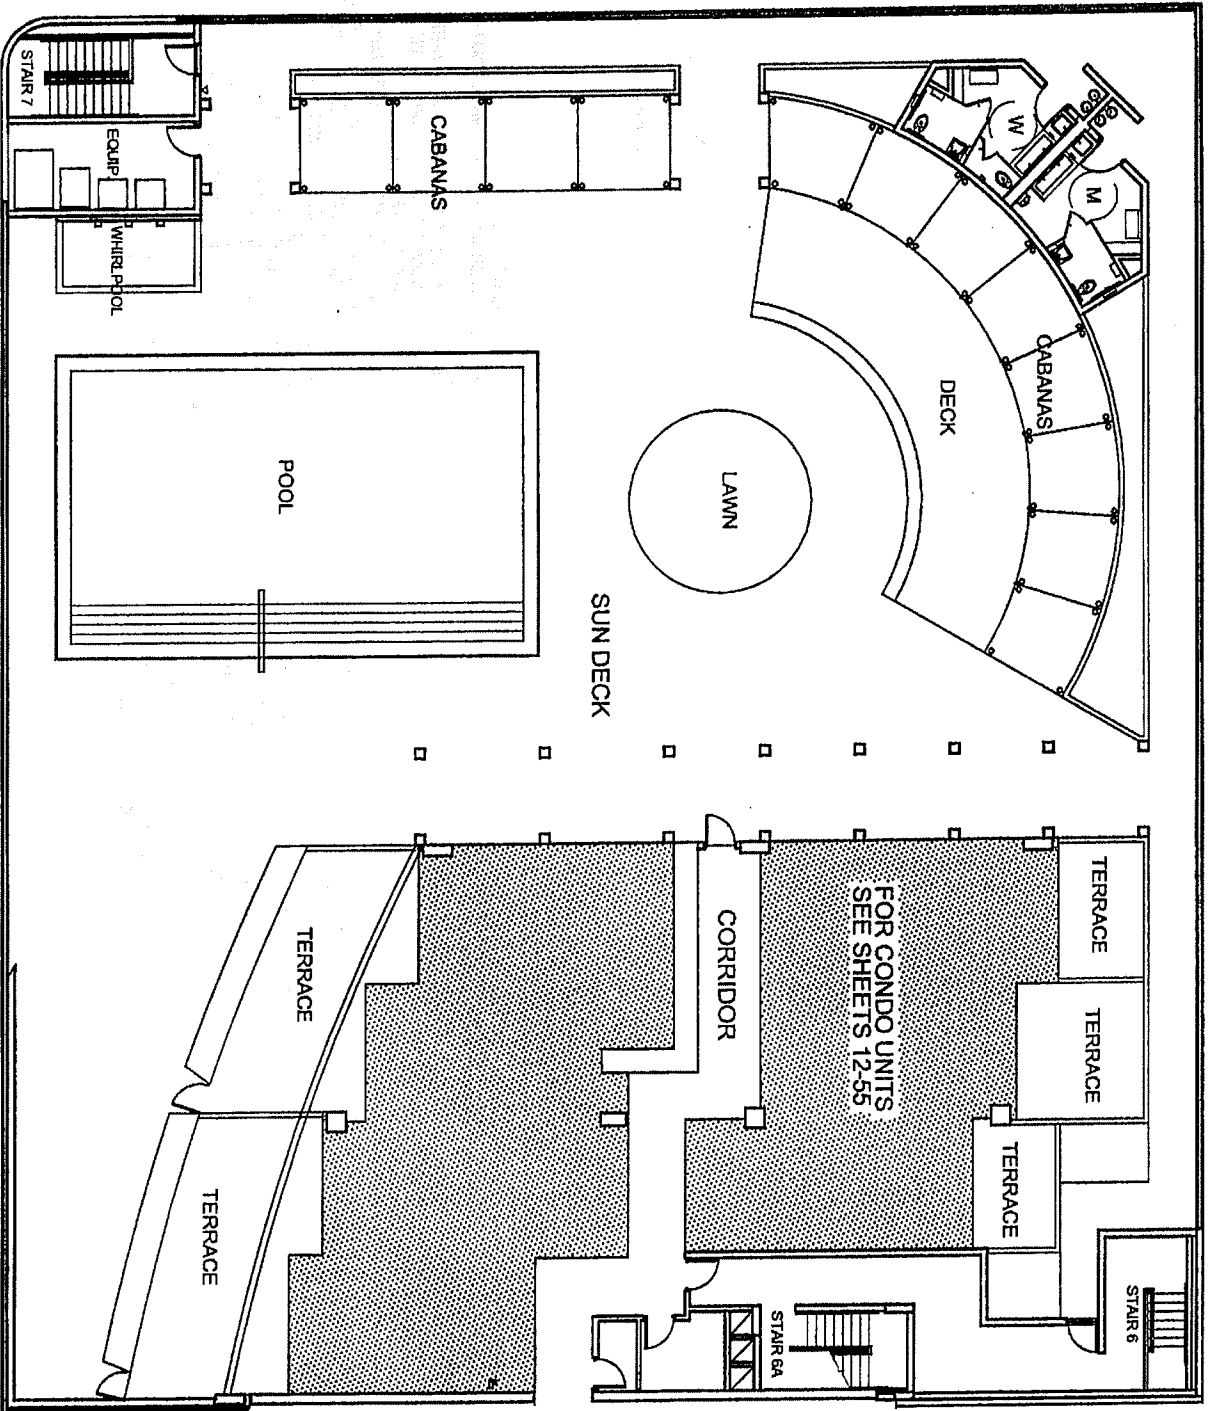 STAIR 7
EQUIP
WHIRLPOOL
CABANAS
W
M
CABANAS
DECK
LAWN
POOL
SUN DECK
TERRACE
TERRACE
TERRACE
FOR CONDO UNITS
SEE SHEETS 12-55
CORRIDOR
TERRACE
TERRACE
STAIR 6
STAIR 6A